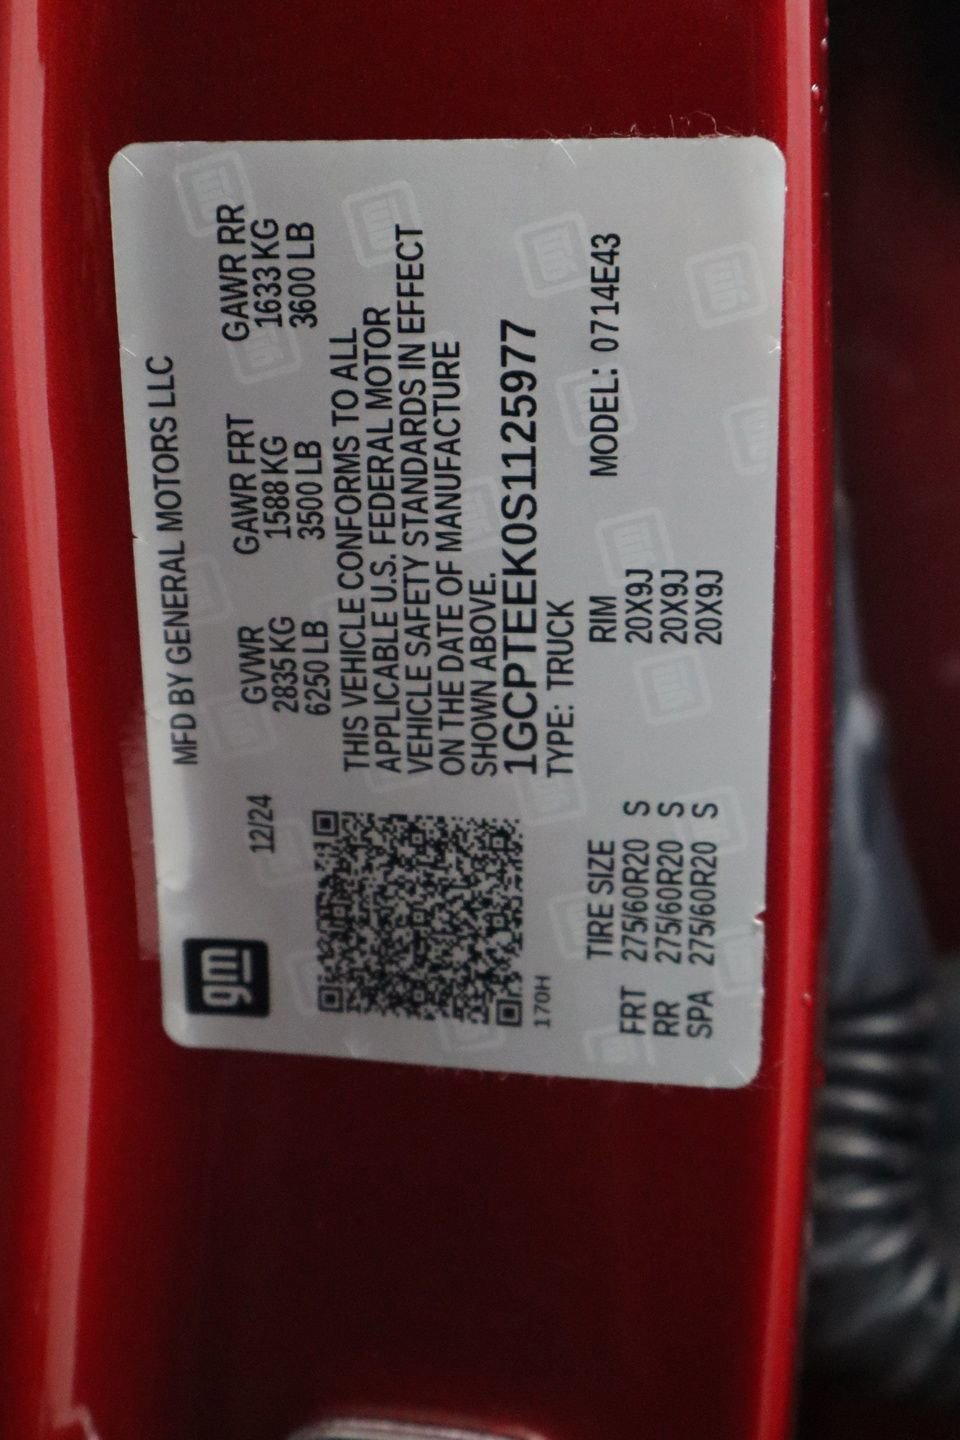 gm
MFD BY GENERAL MOTORS LLC
12/24
GVWR GAWR FRT GAWR RR
2835 KG 1588 KG 1633 KG
6250 LB 3500 LB 3600 LB
THIS VEHICLE CONFORMS TO ALL
APPLICABLE U.S. FEDERAL MOTOR
VEHICLE SAFETY STANDARDS IN EFFECT
ON THE DATE OF MANUFACTURE
SHOWN ABOVE.
1GCPTEEK0S1125977
170H
TYPE: TRUCK
TIRE SIZE RIM MODEL: 0714E43
FRT 275/60R20 S 20X9J
RR 275/60R20 S 20X9J
SPA 275/60R20 S 20X9J